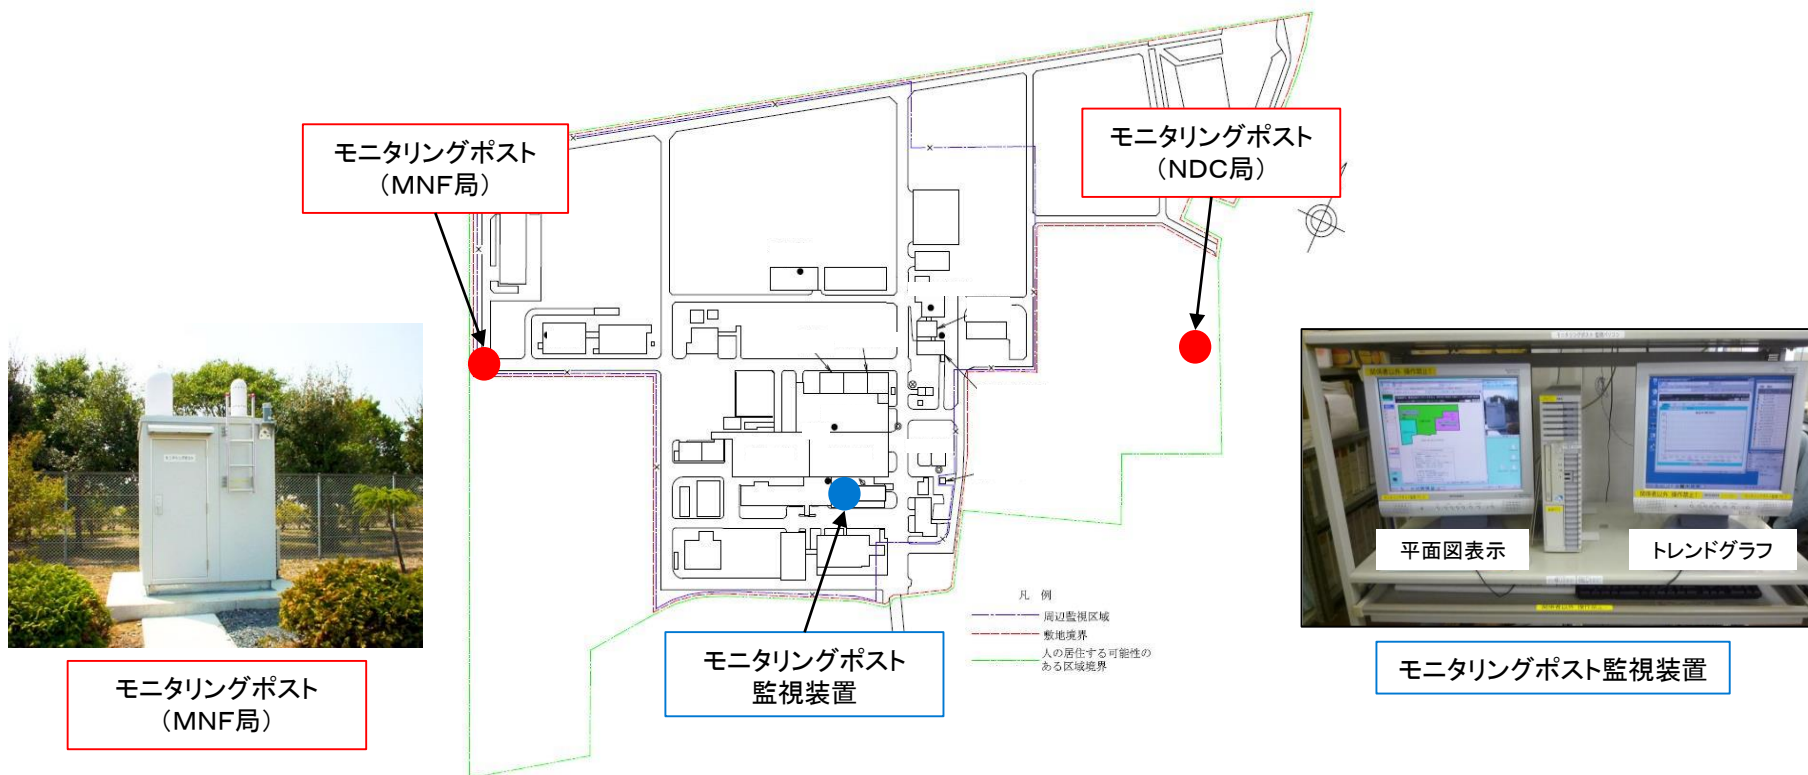 モニタリングポスト
（MNF局）
モニタリングポスト
（NDC局）
モニタリングポスト
（MNF局）
モニタリングポスト
監視装置
凡 例
周辺監視区域
敷地境界
人の居住する可能性の
ある区域境界
平面図表示
トレンドグラフ
モニタリングポスト監視装置